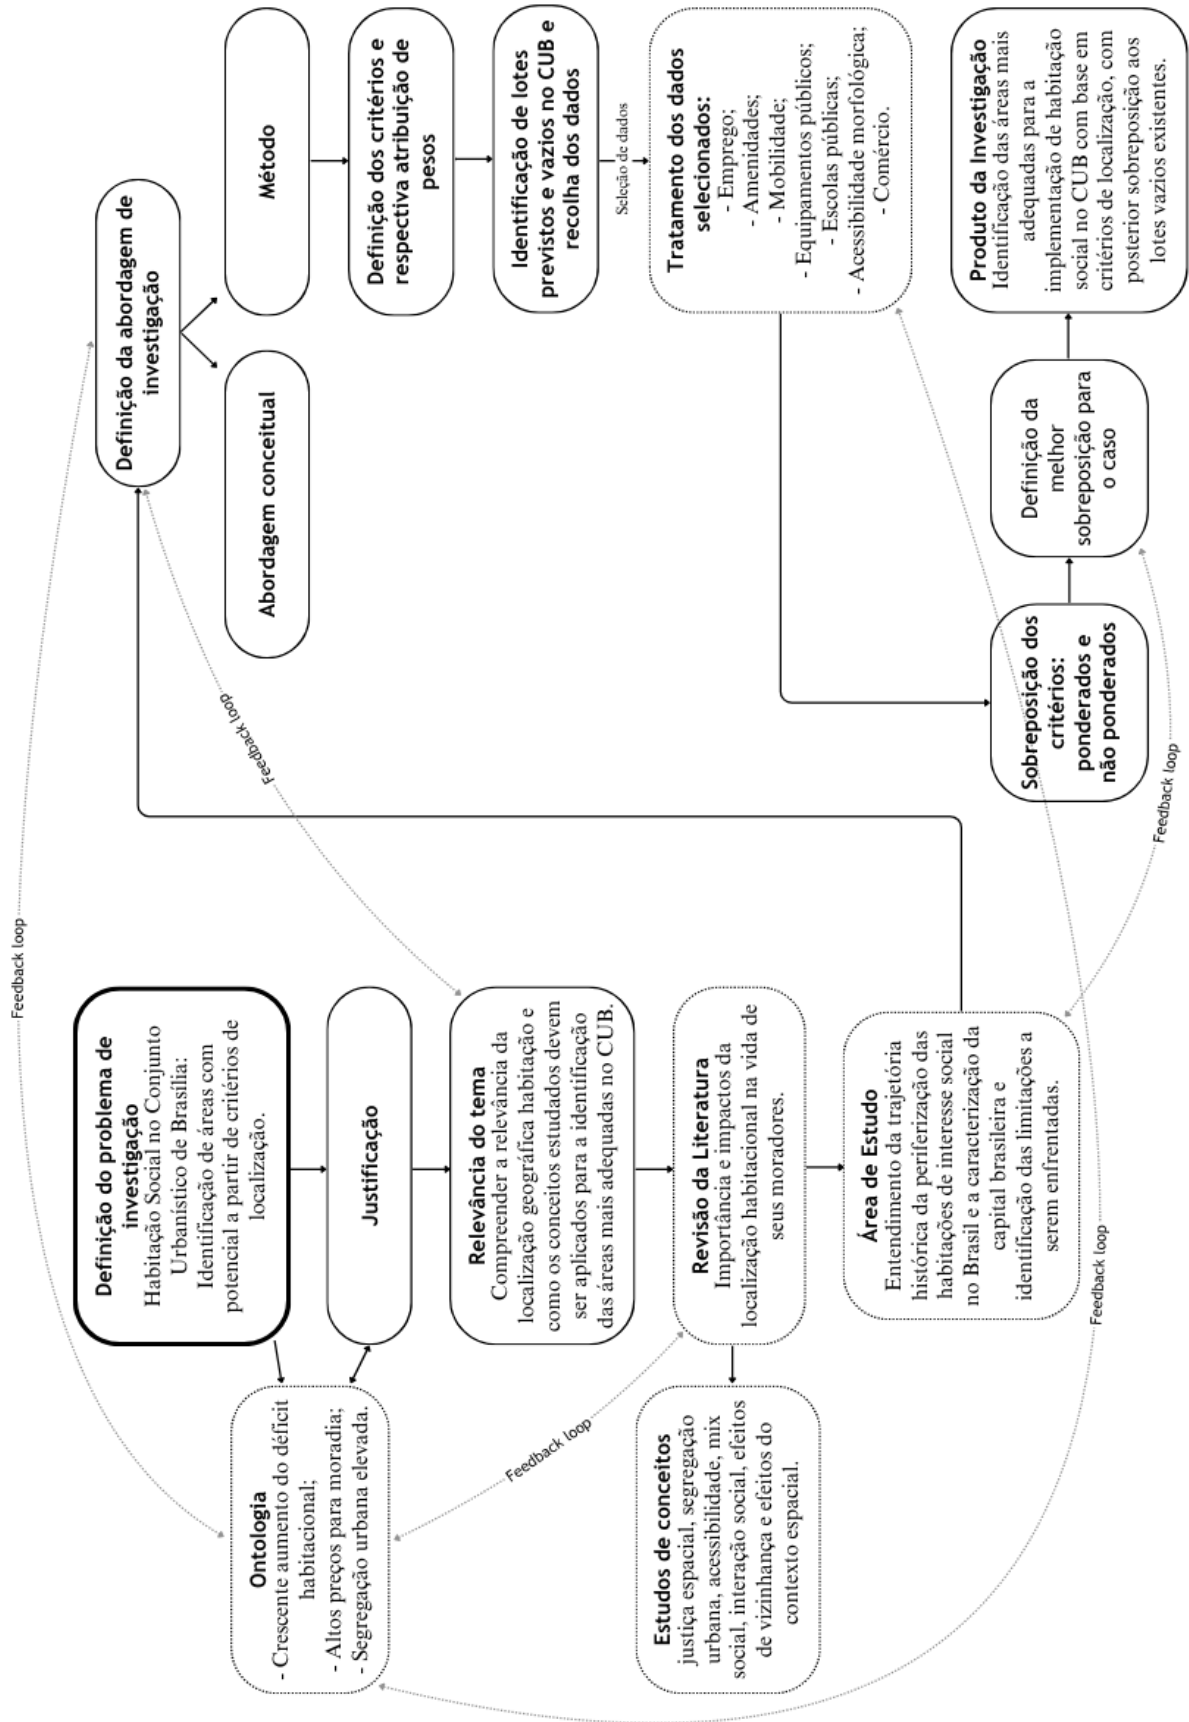 Definição do problema de
investigação
Habitação Social no Conjunto
Urbanístico de Brasília:
Identificação de áreas com
potencial a partir de critérios de
localização.
Ontologia
- Crescente aumento do déficit
habitacional;
- Altos preços para moradia;
- Segregação urbana elevada.
Justificação
Relevância do tema
Compreender a relevância da
localização geográfica habitação e
como os conceitos estudados devem
ser aplicados para a identificação
das áreas mais adequadas no CUB.
Revisão da Literatura
Importância e impactos da
localização habitacional na vida de
seus moradores.
Estudos de conceitos
justiça espacial, segregação
urbana, acessibilidade, mix
social, interação social, efeitos
de vizinhança e efeitos do
contexto espacial.
Área de Estudo
Entendimento da trajetória
histórica da periferização das
habitações de interesse social
no Brasil e a caracterização da
capital brasileira e
identificação das limitações a
serem enfrentadas.
Feedback loop
Feedback loop
Feedback loop
Feedback loop
Feedback loop
Definição da abordagem de
investigação
Abordagem conceitual
Método
Definição dos critérios e
respectiva atribuição de
pesos
Identificação de lotes
previstos e vazios no CUB e
recolha dos dados
Seleção de dados
Tratamento dos dados
selecionados:
- Emprego;
- Amenidades;
- Mobilidade;
- Equipamentos públicos;
- Escolas públicas;
- Acessibilidade morfológica;
- Comércio.
Sobreposição dos
critérios:
ponderados e
não ponderados
Definição da
melhor
sobreposição para
o caso
Produto da Investigação
Identificação das áreas mais
adequadas para a
implementação de habitação
social no CUB com base em
critérios de localização, com
posterior sobreposição aos
lotes vazios existentes.